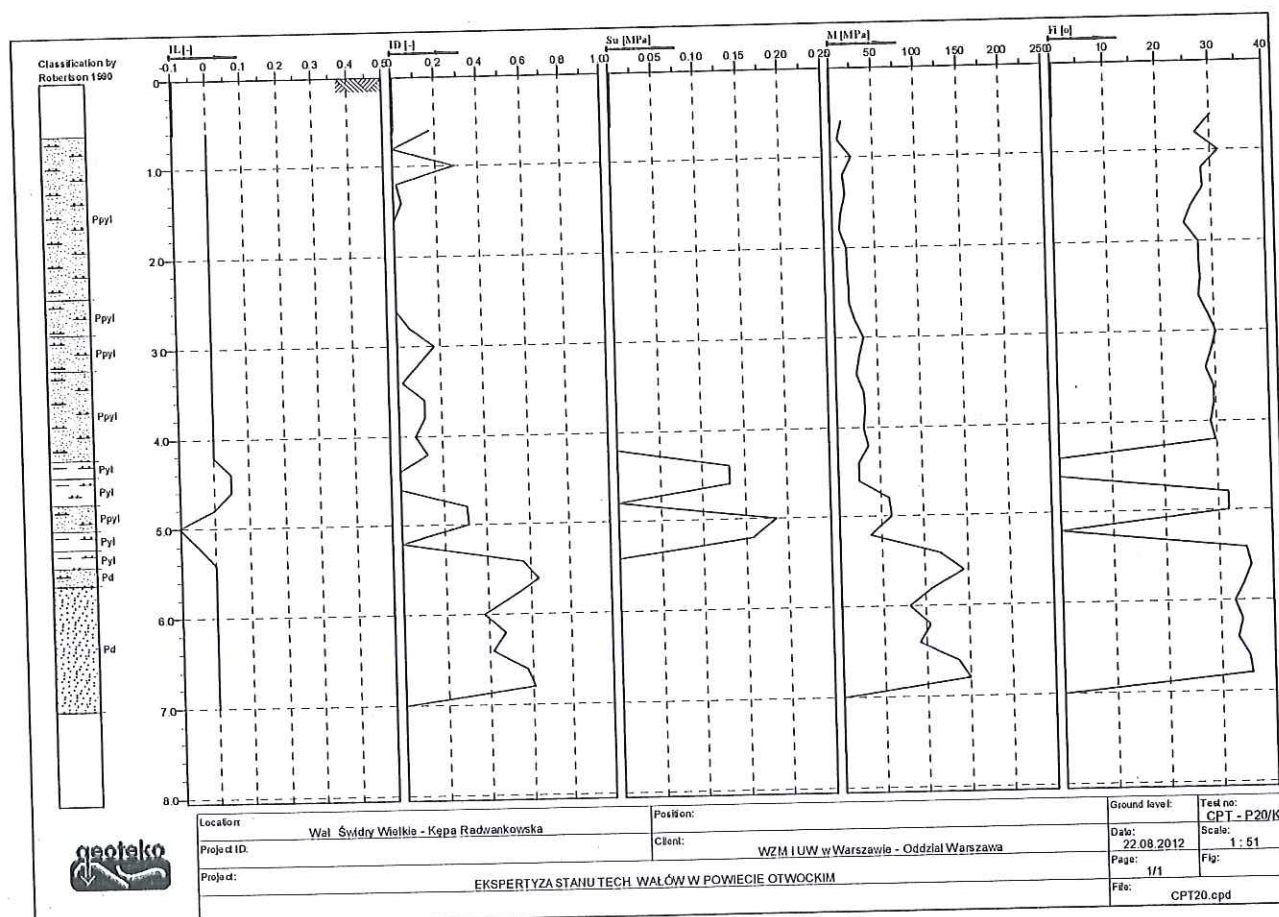 Classification by
Robertson 1990
IL [-]
-0.1 0 0.1 0.2 0.3 0.4 0.5
ID [-]
0.2 0.4 0.6 0.8 1.0
Su [MPa]
0.05 0.10 0.15 0.20 0.25
M [MPa]
50 100 150 200 250
10 20 30 40
0
1.0
2.0
3.0
4.0
5.0
6.0
7.0
8.0
Ppyl
Ppyl
Ppyl
Ppyl
Pyl
Pyl
Ppyl
Pyl
Pyl
Pd
Pd
geoteko
Location:
Wał Świdry Wielkie - Kępa Radwankowska
Position:
Ground level:
Test no:
CPT - P20/K
Project ID:
Client:
WZM i UW w Warszawie - Oddział Warszawa
Date:
22.08.2012
Scale:
1 : 51
Project:
EKSPERTYZA STANU TECH. WAŁÓW W POWIECIE OTWOCKIM
Page:
1/1
Fig:
File:
CPT20.cpd